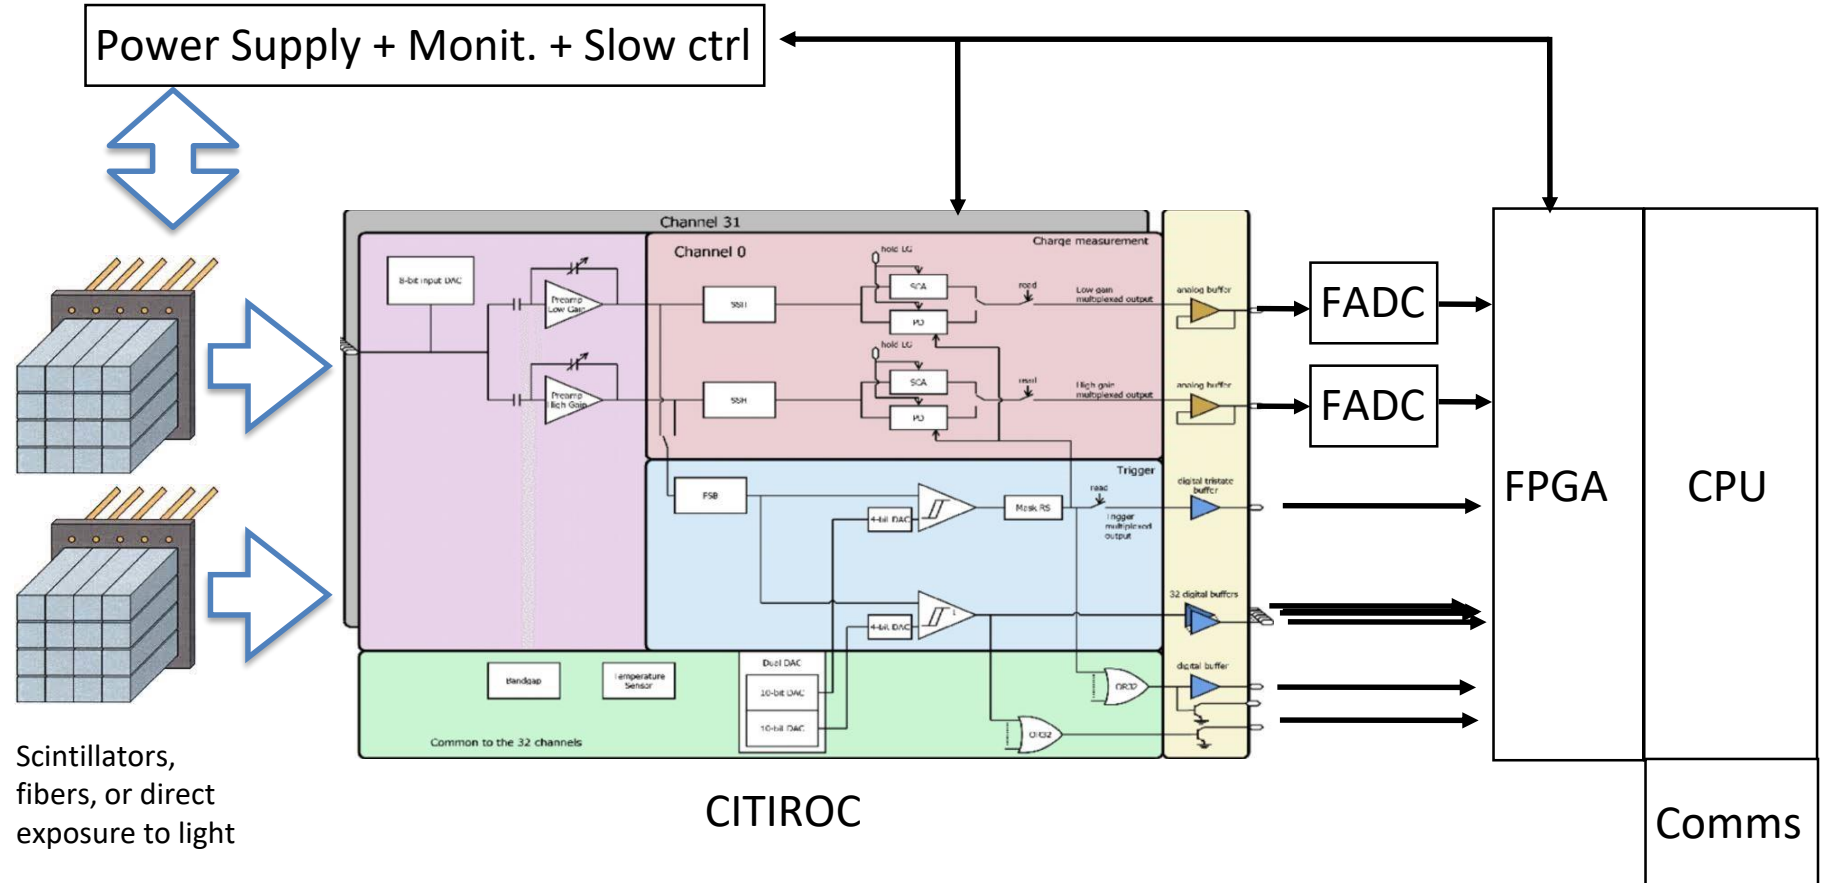 Power Supply + Monit. + Slow ctrl
Channel 31
Channel 0
Charge measurement
hold LG
8-bit input DAC
Preamp
Low Gain
SSH
SCA
PD
read
Low gain
multiplexed output
analog buffer
FADC
hold LG
Preamp
High Gain
SSH
SCA
PD
read
High gain
multiplexed output
analog buffer
FADC
Trigger
FSB
4-bit DAC
Mask RS
read
Trigger
multiplexed
output
digital tristate
buffer
FPGA
CPU
4-bit DAC
32 digital buffers
Bandgap
Temperature
Sensor
Dual DAC
10-bit DAC
10-bit DAC
OR32
OR32
digital buffer
Common to the 32 channels
Scintillators,
fibers, or direct
exposure to light
CITIROC
Comms